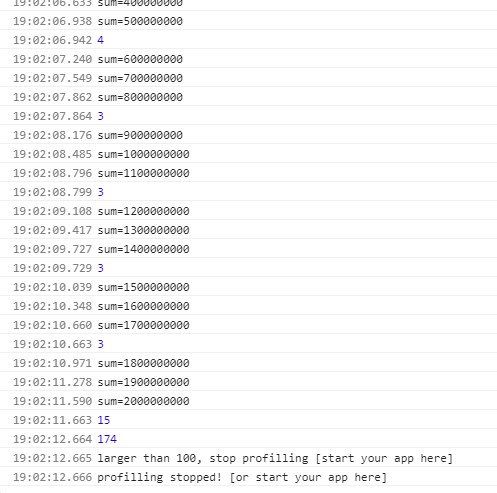 19:02:06.633 sum=400000000
19:02:06.938 sum=500000000
19:02:06.942 4
19:02:07.240 sum=600000000
19:02:07.549 sum=700000000
19:02:07.862 sum=800000000
19:02:07.864 3
19:02:08.176 sum=900000000
19:02:08.485 sum=1000000000
19:02:08.796 sum=1100000000
19:02:08.799 3
19:02:09.108 sum=1200000000
19:02:09.417 sum=1300000000
19:02:09.727 sum=1400000000
19:02:09.729 3
19:02:10.039 sum=1500000000
19:02:10.348 sum=1600000000
19:02:10.660 sum=1700000000
19:02:10.663 3
19:02:10.971 sum=1800000000
19:02:11.278 sum=1900000000
19:02:11.590 sum=2000000000
19:02:11.663 15
19:02:12.664 174
19:02:12.665 larger than 100, stop profilling [start your app here]
19:02:12.666 profilling stopped! [or start your app here]